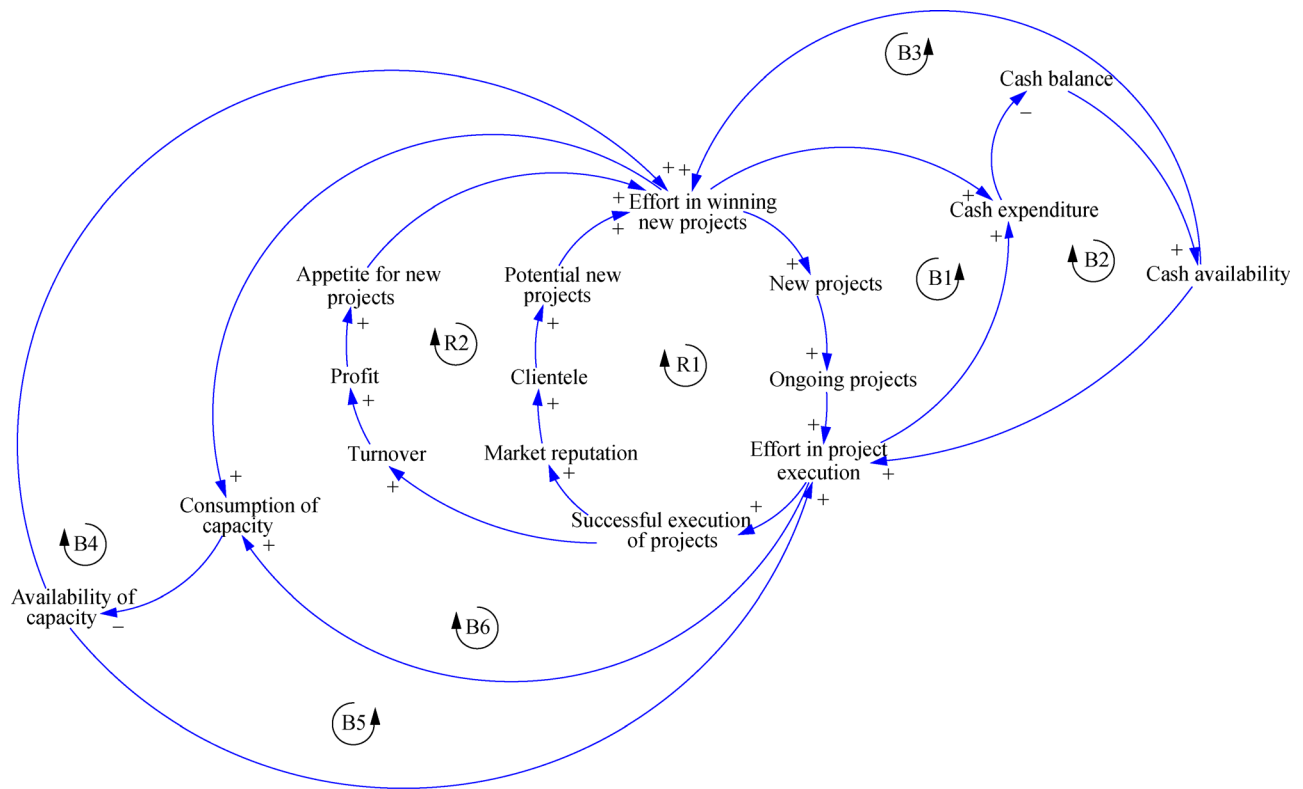 B3
Cash balance
−
+ +
+
Effort in winning
new projects
+
+
Cash expenditure
+
+
B2
Cash availability
B1
+
New projects
Appetite for new
projects
+
Potential new
projects
+
R2
R1
+
Ongoing projects
Profit
+
Clientele
+
+
Effort in project
execution
+
Turnover
+
Market reputation
+
+
Consumption of
capacity
+
Successful execution
of projects
+
+
B4
Availability of
capacity
−
B6
B5